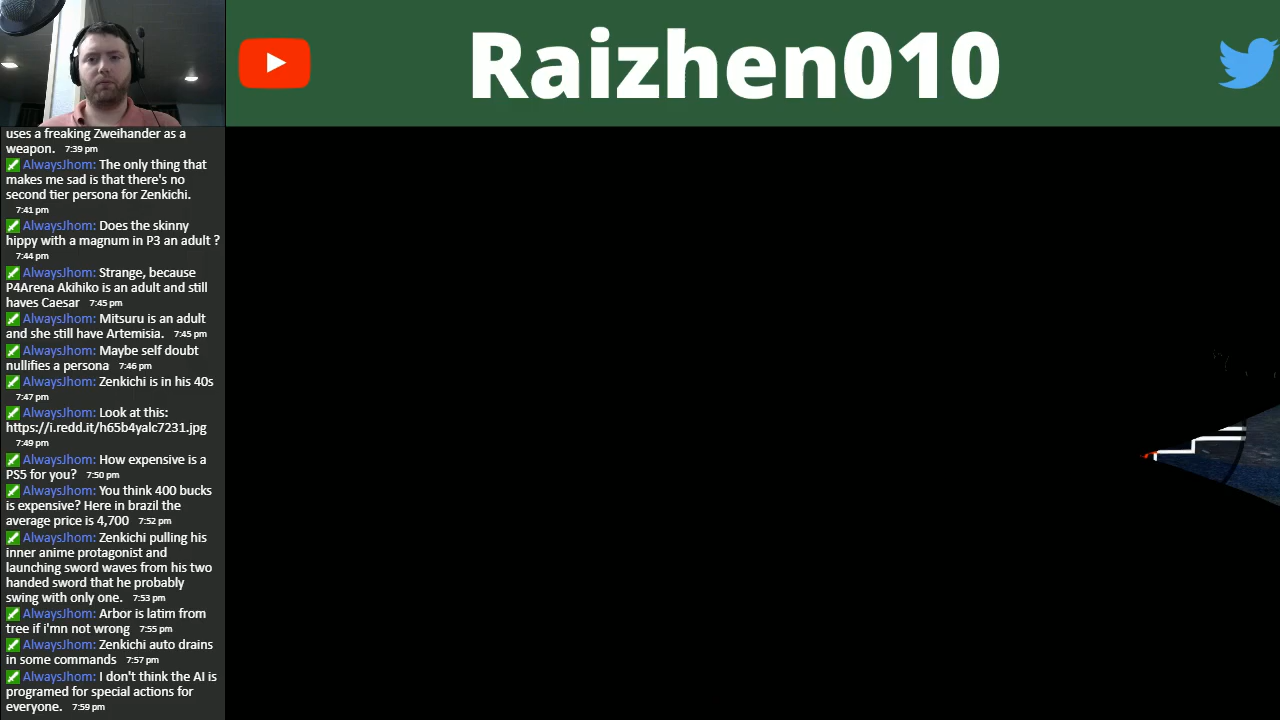 Raizhen010
uses a freaking Zweihander as a
weapon. 7:39 pm
AlwaysJhom: The only thing that
makes me sad is that there's no
second tier persona for Zenkichi.
7:41 pm
AlwaysJhom: Does the skinny
hippy with a magnum in P3 an adult ?
7:44 pm
AlwaysJhom: Strange, because
P4Arena Akihiko is an adult and still
haves Caesar 7:45 pm
AlwaysJhom: Mitsuru is an adult
and she still have Artemisia. 7:45 pm
AlwaysJhom: Maybe self doubt
nullifies a persona 7:46 pm
AlwaysJhom: Zenkichi is in his 40s
7:47 pm
AlwaysJhom: Look at this:
https://i.redd.it/h65b4yalc7231.jpg
7:49 pm
AlwaysJhom: How expensive is a
PS5 for you? 7:50 pm
AlwaysJhom: You think 400 bucks
is expensive? Here in brazil the
average price is 4,700 7:52 pm
AlwaysJhom: Zenkichi pulling his
inner anime protagonist and
launching sword waves from his two
handed sword that he probably
swing with only one. 7:53 pm
AlwaysJhom: Arbor is latim from
tree if i'mn not wrong 7:55 pm
AlwaysJhom: Zenkichi auto drains
in some commands 7:57 pm
AlwaysJhom: I don't think the AI is
programed for special actions for
everyone. 7:59 pm